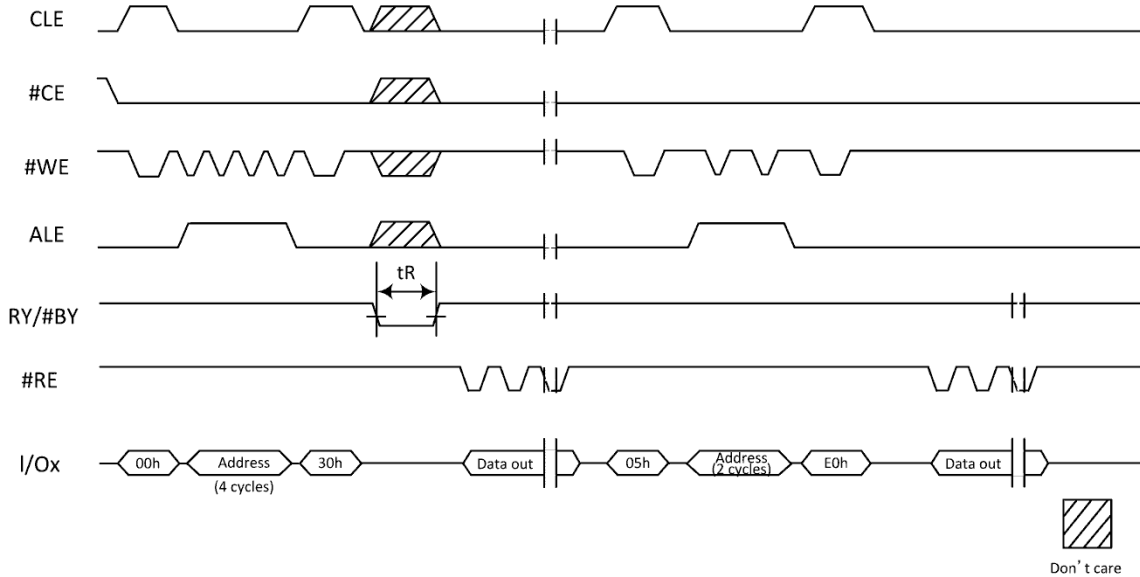 CLE
#CE
#WE
ALE
tR
RY/#BY
#RE
I/Ox
00h
Address
(4 cycles)
30h
Data out
05h
Address
(2 cycles)
E0h
Data out
Don't care